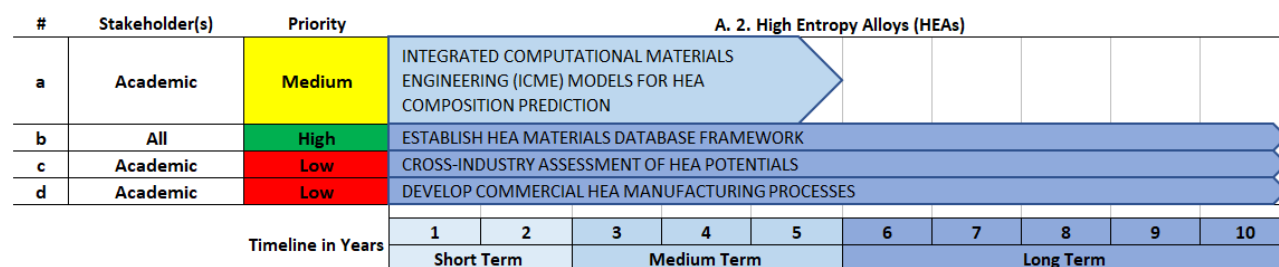 # Stakeholder(s) Priority A. 2. High Entropy Alloys (HEAs)
a Academic Medium INTEGRATED COMPUTATIONAL MATERIALS
ENGINEERING (ICME) MODELS FOR HEA
COMPOSITION PREDICTION
b All High ESTABLISH HEA MATERIALS DATABASE FRAMEWORK
c Academic Low CROSS-INDUSTRY ASSESSMENT OF HEA POTENTIALS
d Academic Low DEVELOP COMMERCIAL HEA MANUFACTURING PROCESSES
Timeline in Years 1 2 3 4 5 6 7 8 9 10
Short Term Medium Term Long Term